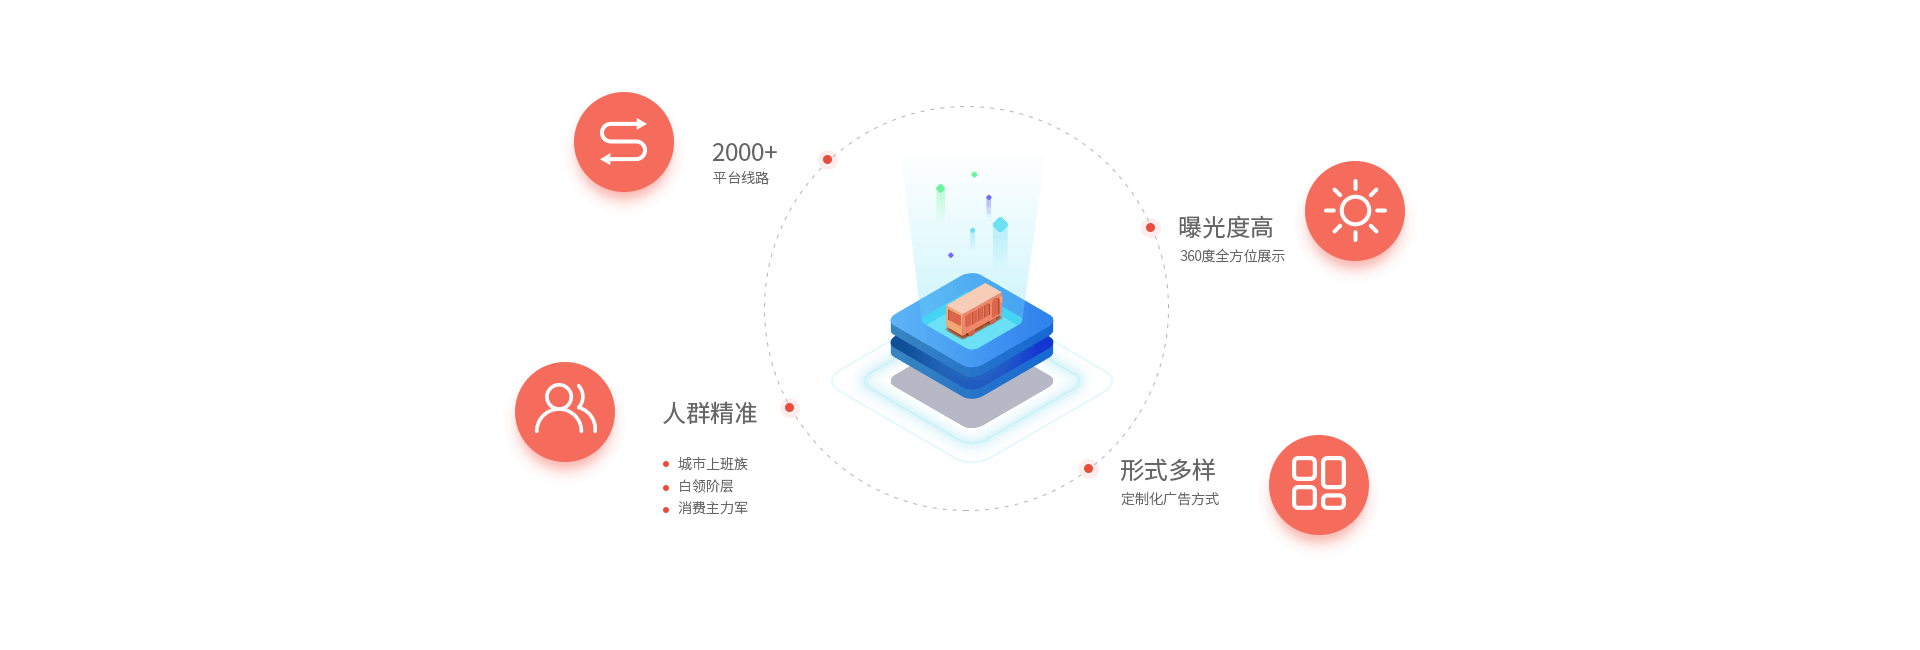 2000+
平台线路
曝光度高
360度全方位展示
人群精准
城市上班族
白领阶层
消费主力军
形式多样
定制化广告方式